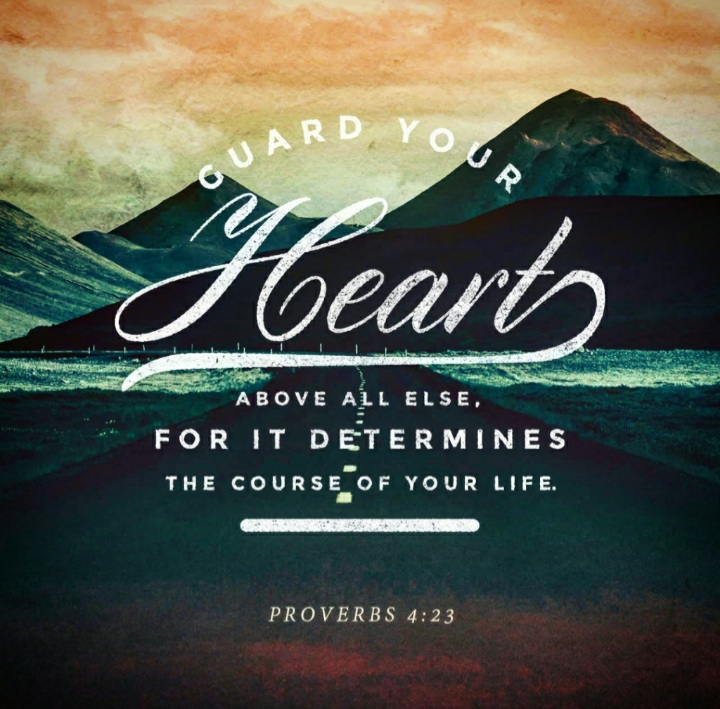 GUARD YOUR
Heart
ABOVE ALL ELSE,
FOR IT DETERMINES
THE COURSE OF YOUR LIFE.
PROVERBS 4:23